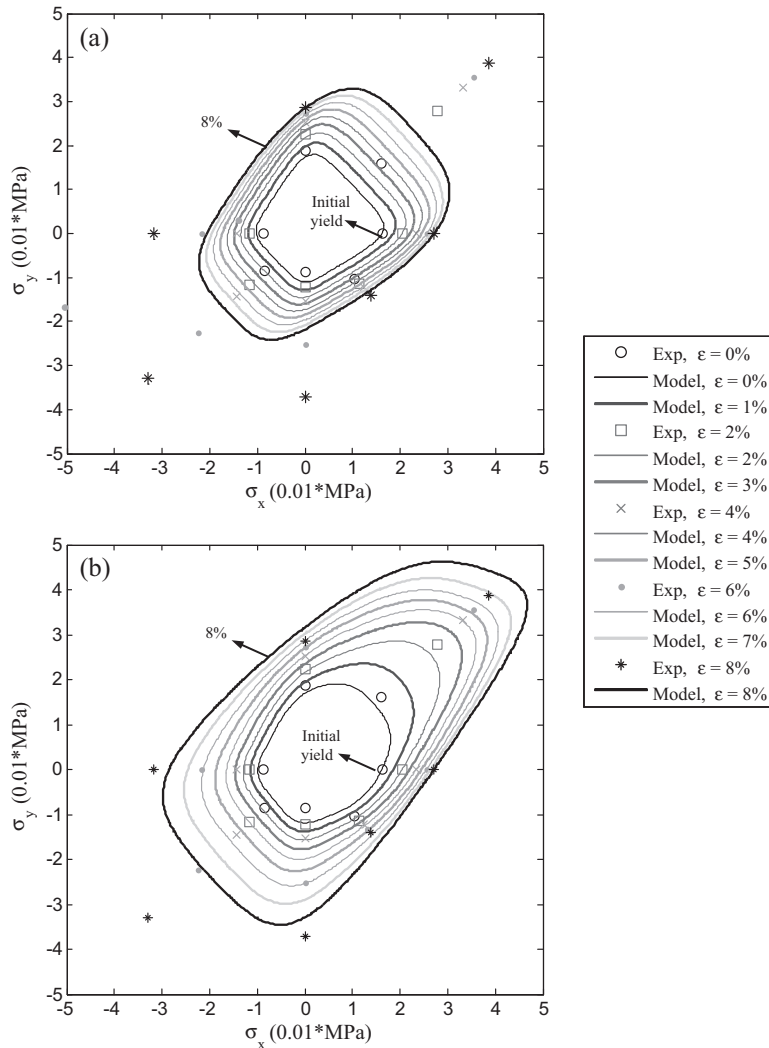 (a)
5
4
3
2
1
0
-1
-2
-3
-4
-5
σ_y (0.01*MPa)
8%
Initial
yield
-5 -4 -3 -2 -1 0 1 2 3 4 5
σ_x (0.01*MPa)
(b)
5
4
3
2
1
0
-1
-2
-3
-4
-5
σ_y (0.01*MPa)
8%
Initial
yield
-5 -4 -3 -2 -1 0 1 2 3 4 5
σ_x (0.01*MPa)
Exp, ε = 0%
Model, ε = 0%
Model, ε = 1%
Exp, ε = 2%
Model, ε = 2%
Model, ε = 3%
Exp, ε = 4%
Model, ε = 4%
Model, ε = 5%
Exp, ε = 6%
Model, ε = 6%
Model, ε = 7%
Exp, ε = 8%
Model, ε = 8%